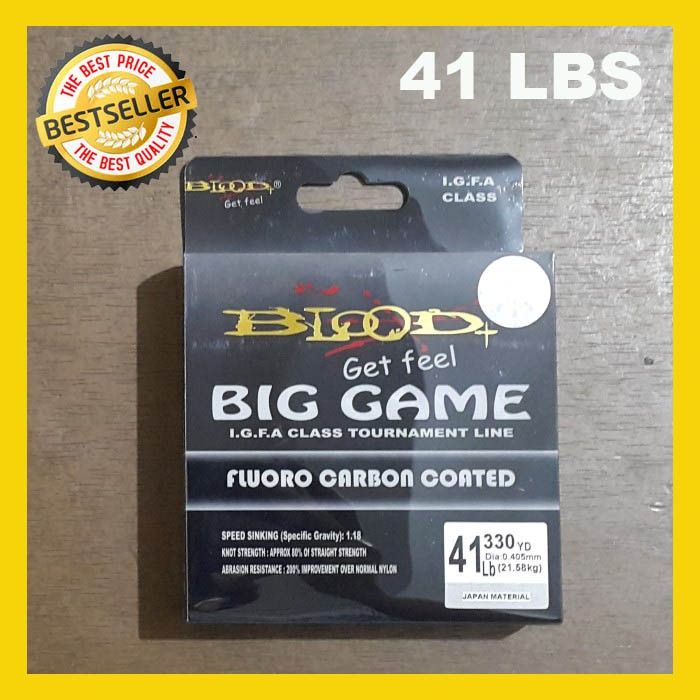 THE BEST PRICE
BESTSELLER
THE BEST QUALITY
41 LBS
BLOOD+®
Get feel
I.G.F.A
CLASS
BLOOD+
Get feel
BIG GAME
I.G.F.A CLASS TOURNAMENT LINE
FLUORO CARBON COATED
SPEED SINKING (Specific Gravity): 1.18
KNOT STRENGTH : APPROX 80% OF STRAIGHT STRENGTH
ABRASION RESISTANCE : 200% IMPROVEMENT OVER NORMAL NYLON
41 Lb
330 YD
Dia:0.405mm
(21.58kg)
JAPAN MATERIAL